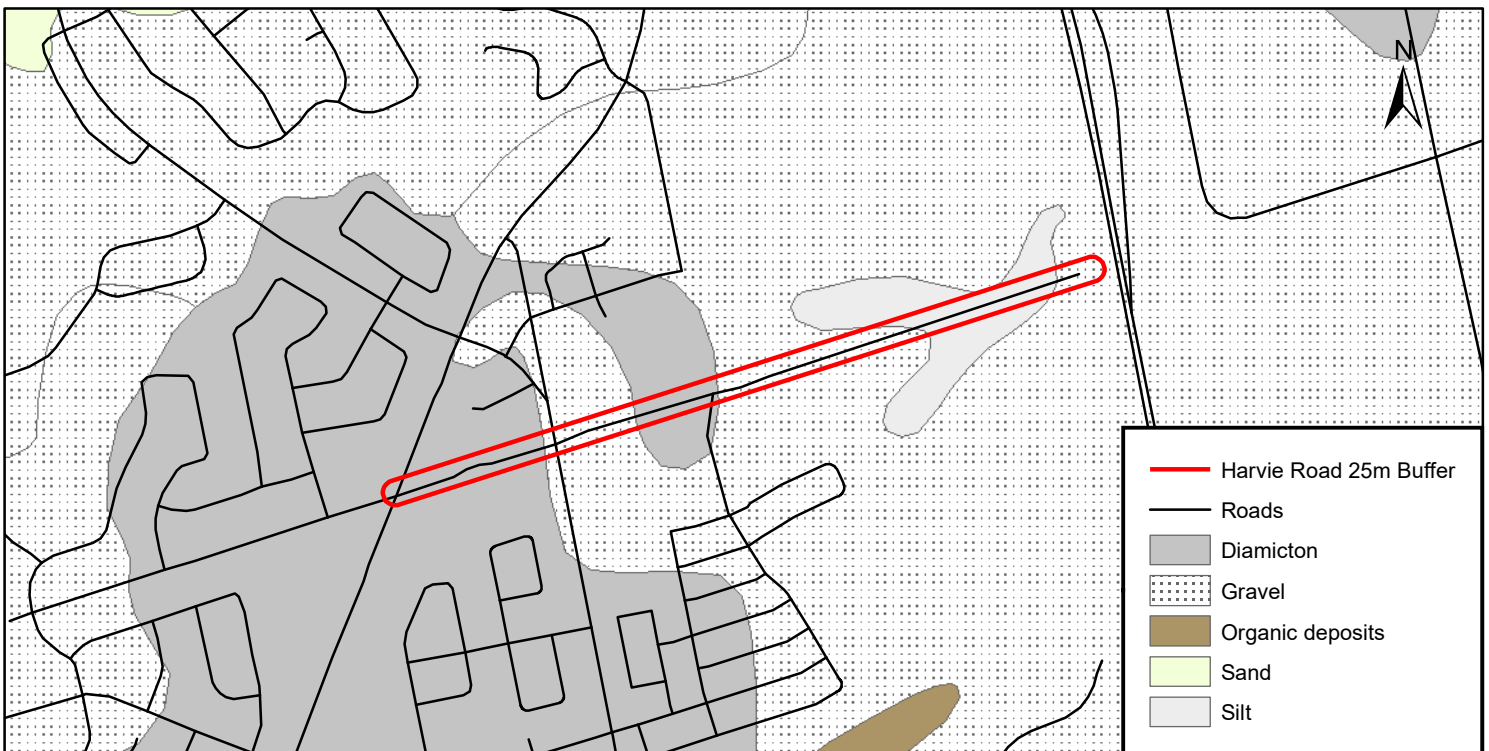 N
Harvie Road 25m Buffer
Roads
Diamicton
Gravel
Organic deposits
Sand
Silt